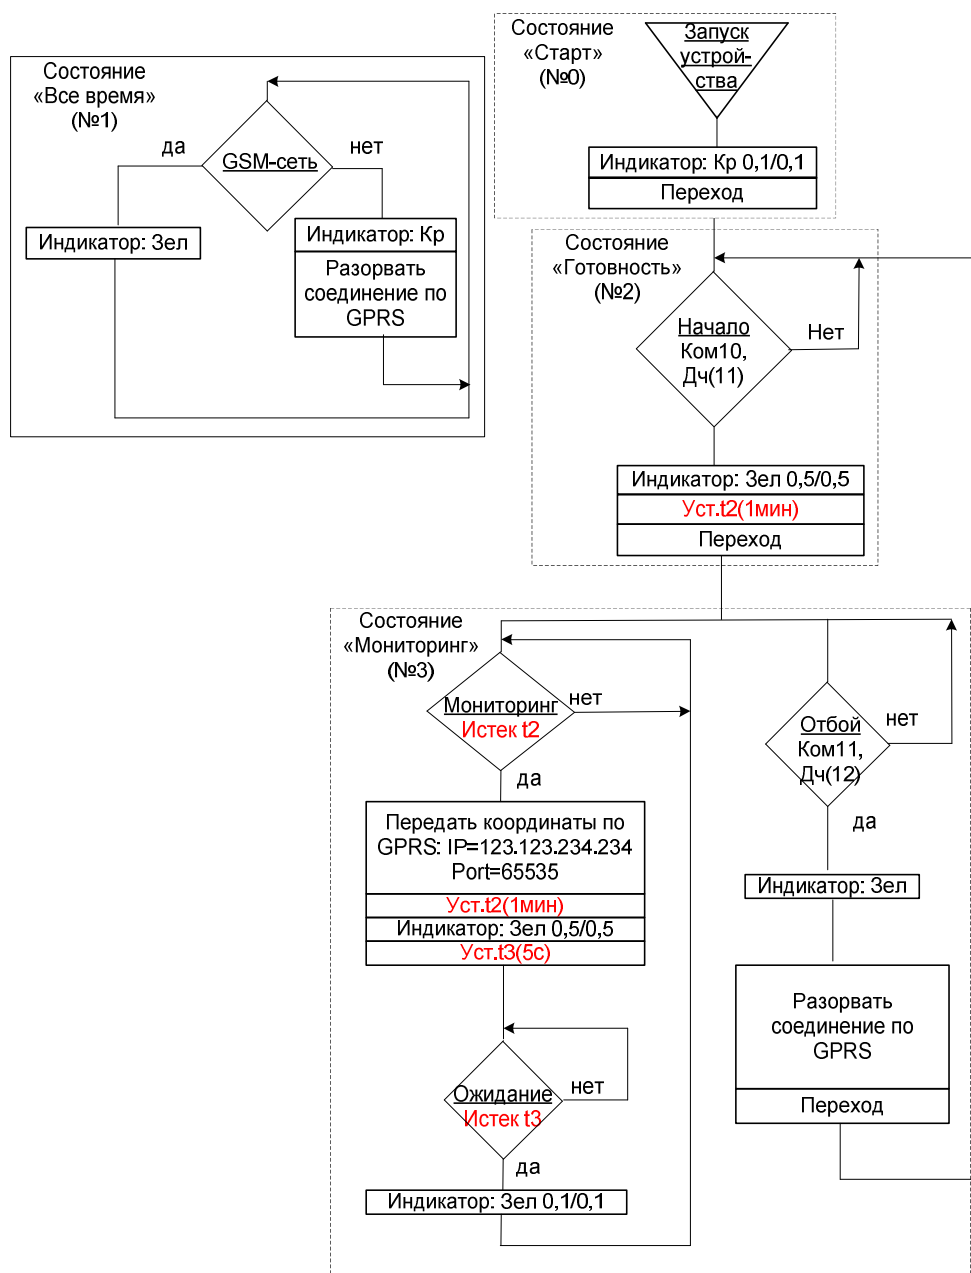 Состояние
«Старт»
(№0)
Запуск
устрой-
ства
Индикатор: Кр 0,1/0,1
Переход
Состояние
«Все время»
(№1)
да
нет
GSM-сеть
Индикатор: Зел
Индикатор: Кр
Разорвать
соединение по
GPRS
Состояние
«Готовность»
(№2)
Начало
Ком10,
Дч(11)
Нет
Индикатор: Зел 0,5/0,5
Уст.t2(1мин)
Переход
Состояние
«Мониторинг»
(№3)
Мониторинг
Истек t2
нет
да
Передать координаты по
GPRS: IP=123.123.234.234
Port=65535
Уст.t2(1мин)
Индикатор: Зел 0,5/0,5
Уст.t3(5с)
Ожидание
Истек t3
нет
да
Индикатор: Зел 0,1/0,1
Отбой
Ком11,
Дч(12)
нет
да
Индикатор: Зел
Разорвать
соединение по
GPRS
Переход